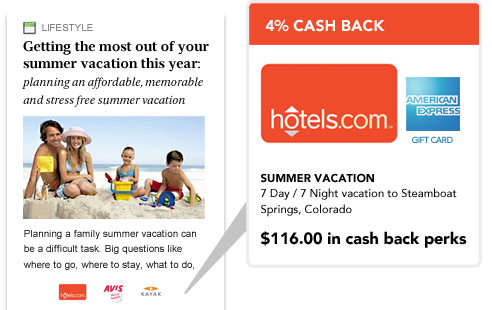 LIFESTYLE
Getting the most out of your
summer vacation this year:
planning an affordable, memorable
and stress free summer vacation
Planning a family summer vacation can
be a difficult task. Big questions like
where to go, where to stay, what to do,
hotels.com
AVIS
KAYAK
4% CASH BACK
hotels.com
AMERICAN
EXPRESS
GIFT CARD
SUMMER VACATION
7 Day / 7 Night vacation to Steamboat
Springs, Colorado
$116.00 in cash back perks